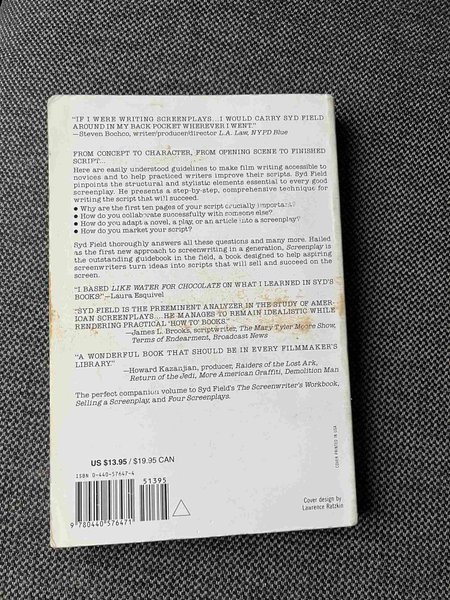 "IF I WERE WRITING SCREENPLAYS...I WOULD CARRY SYD FIELD
AROUND IN MY BACK POCKET WHEREVER I WENT."
—Steven Bochco, writer/producer/director L.A. Law, NYPD Blue
FROM CONCEPT TO CHARACTER, FROM OPENING SCENE TO FINISHED
SCRIPT...
Here are easily understood guidelines to make film writing accessible to
novices and to help practiced writers improve their scripts. Syd Field
pinpoints the structural and stylistic elements essential to every good
screenplay. He presents a step-by-step, comprehensive technique for
writing the script that will succeed.
• Why are the first ten pages of your script crucially important?
• How do you collaborate successfully with someone else?
• How do you adapt a novel, a play, or an article into a screenplay?
• How do you market your script?
Syd Field thoroughly answers all these questions and many more. Hailed
as the first new approach to screenwriting in a generation, Screenplay is
the outstanding guidebook in the field, a book designed to help aspiring
screenwriters turn ideas into scripts that will sell and succeed on the
screen.
"I BASED LIKE WATER FOR CHOCOLATE ON WHAT I LEARNED IN SYD'S
BOOKS."—Laura Esquivel
"SYD FIELD IS THE PREEMINENT ANALYZER IN THE STUDY OF AMER-
ICAN SCREENPLAYS... HE MANAGES TO REMAIN IDEALISTIC WHILE
RENDERING PRACTICAL 'HOW TO' BOOKS."
—James L. Brooks, scriptwriter, The Mary Tyler Moore Show,
Terms of Endearment, Broadcast News
"A WONDERFUL BOOK THAT SHOULD BE IN EVERY FILMMAKER'S
LIBRARY."
—Howard Kazanjian, producer, Raiders of the Lost Ark,
Return of the Jedi, More American Graffiti, Demolition Man
The perfect companion volume to Syd Field's The Screenwriter's Workbook,
Selling a Screenplay, and Four Screenplays.
US $13.95 / $19.95 CAN
ISBN 0-440-57647-4
51395
9 780440 576471
Cover design by
Lawrence Ratzkin
COVER PRINTED IN USA